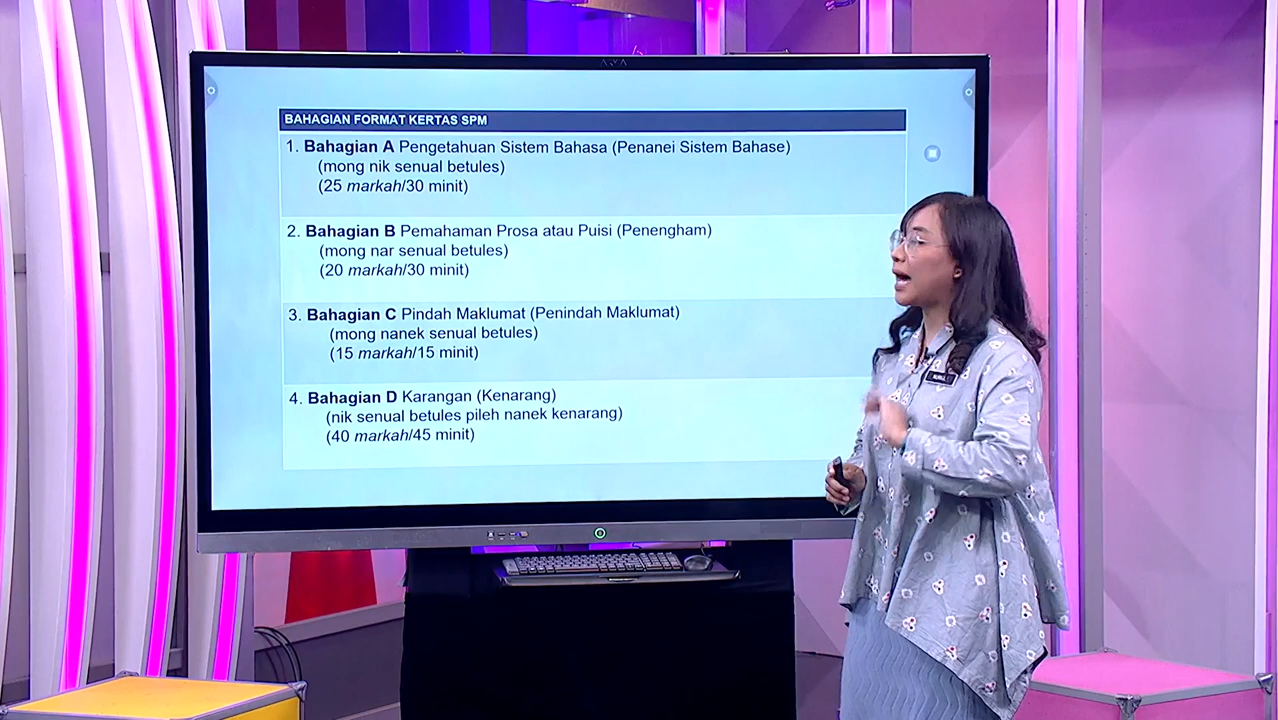 BAHAGIAN FORMAT KERTAS SPM
1. Bahagian A Pengetahuan Sistem Bahasa (Penanei Sistem Bahase)
(mong nik senual betules)
(25 markah/30 minit)
2. Bahagian B Pemahaman Prosa atau Puisi (Penengham)
(mong nar senual betules)
(20 markah/30 minit)
3. Bahagian C Pindah Maklumat (Penindah Maklumat)
(mong nanek senual betules)
(15 markah/15 minit)
4. Bahagian D Karangan (Kenarang)
(nik senual betules pileh nanek kenarang)
(40 markah/45 minit)